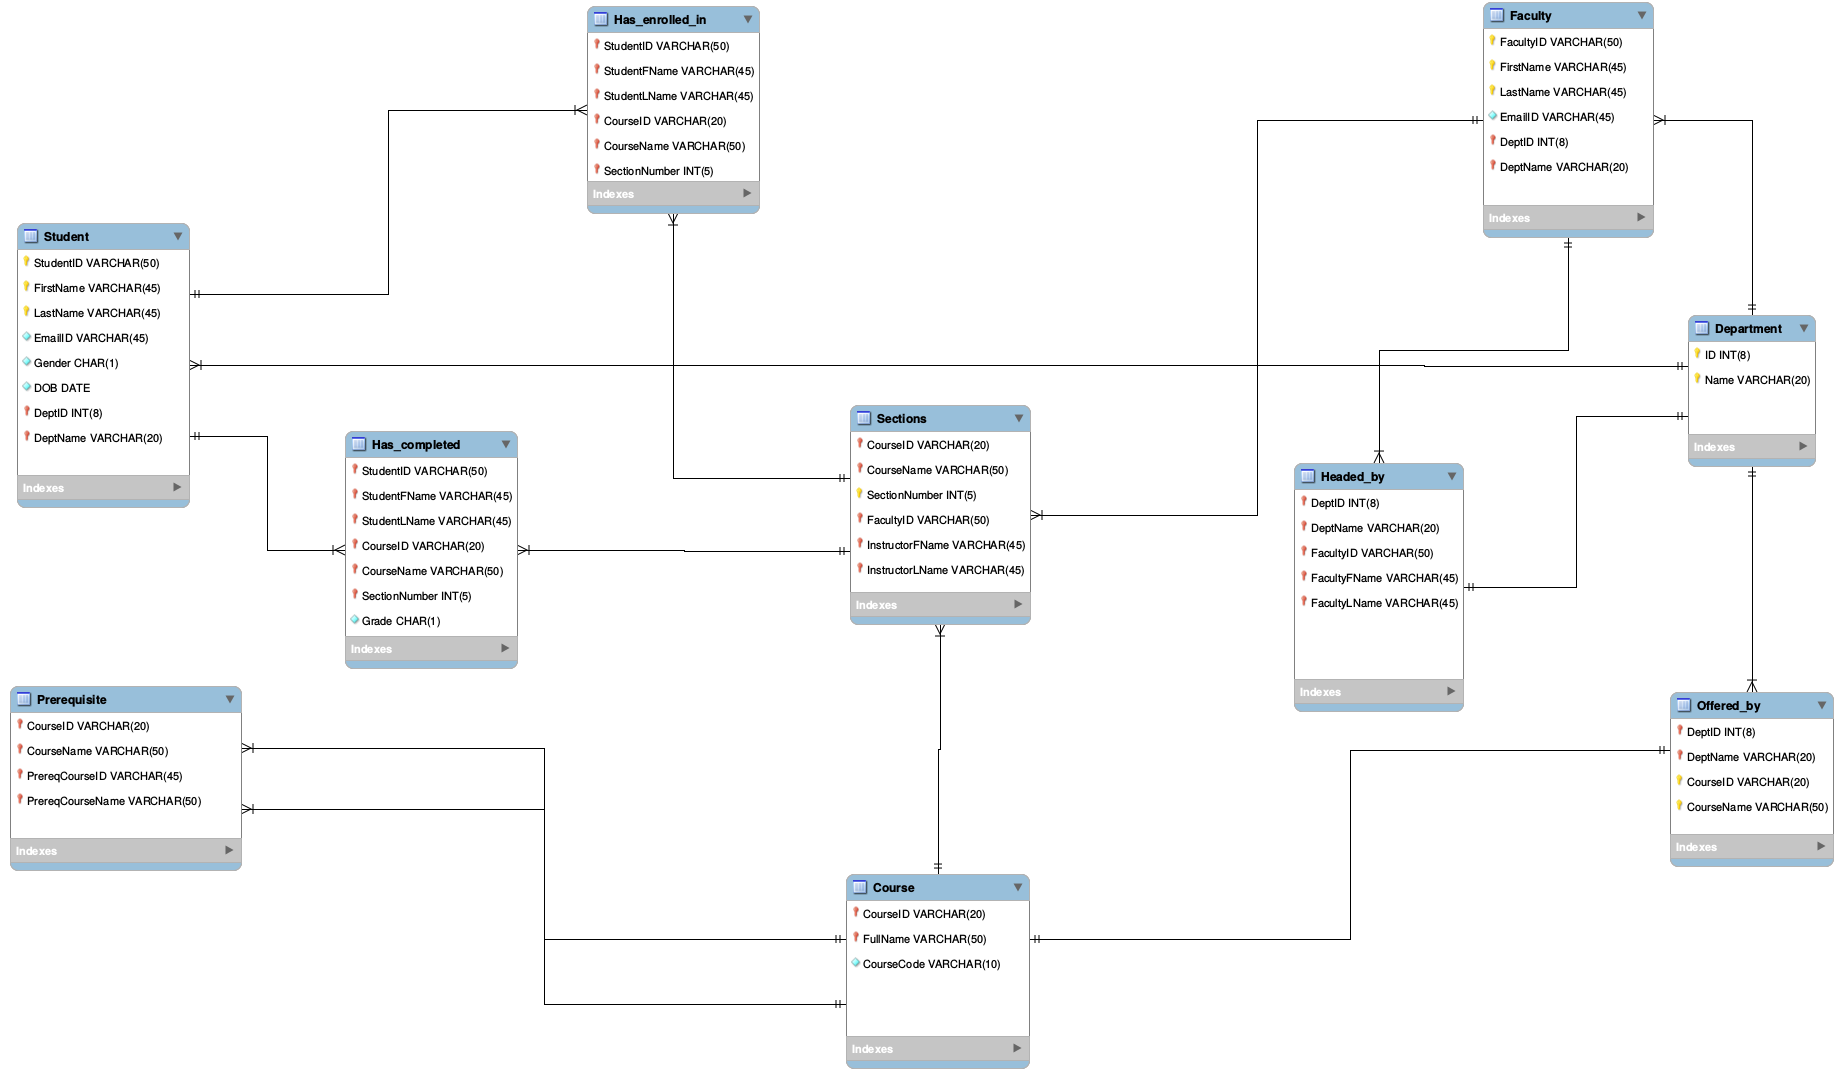 Has_enrolled_in
StudentID VARCHAR(50)
StudentFName VARCHAR(45)
StudentLName VARCHAR(45)
CourseID VARCHAR(20)
CourseName VARCHAR(50)
SectionNumber INT(5)
Indexes
Faculty
FacultyID VARCHAR(50)
FirstName VARCHAR(45)
LastName VARCHAR(45)
EmailID VARCHAR(45)
DeptID INT(8)
DeptName VARCHAR(20)
Indexes
Student
StudentID VARCHAR(50)
FirstName VARCHAR(45)
LastName VARCHAR(45)
EmailID VARCHAR(45)
Gender CHAR(1)
DOB DATE
DeptID INT(8)
DeptName VARCHAR(20)
Indexes
Department
ID INT(8)
Name VARCHAR(20)
Indexes
Has_completed
StudentID VARCHAR(50)
StudentFName VARCHAR(45)
StudentLName VARCHAR(45)
CourseID VARCHAR(20)
CourseName VARCHAR(50)
SectionNumber INT(5)
Grade CHAR(1)
Indexes
Sections
CourseID VARCHAR(20)
CourseName VARCHAR(50)
SectionNumber INT(5)
FacultyID VARCHAR(50)
InstructorFName VARCHAR(45)
InstructorLName VARCHAR(45)
Indexes
Headed_by
DeptID INT(8)
DeptName VARCHAR(20)
FacultyID VARCHAR(50)
FacultyFName VARCHAR(45)
FacultyLName VARCHAR(45)
Indexes
Prerequisite
CourseID VARCHAR(20)
CourseName VARCHAR(50)
PrereqCourseID VARCHAR(45)
PrereqCourseName VARCHAR(50)
Indexes
Offered_by
DeptID INT(8)
DeptName VARCHAR(20)
CourseID VARCHAR(20)
CourseName VARCHAR(50)
Indexes
Course
CourseID VARCHAR(20)
FullName VARCHAR(50)
CourseCode VARCHAR(10)
Indexes